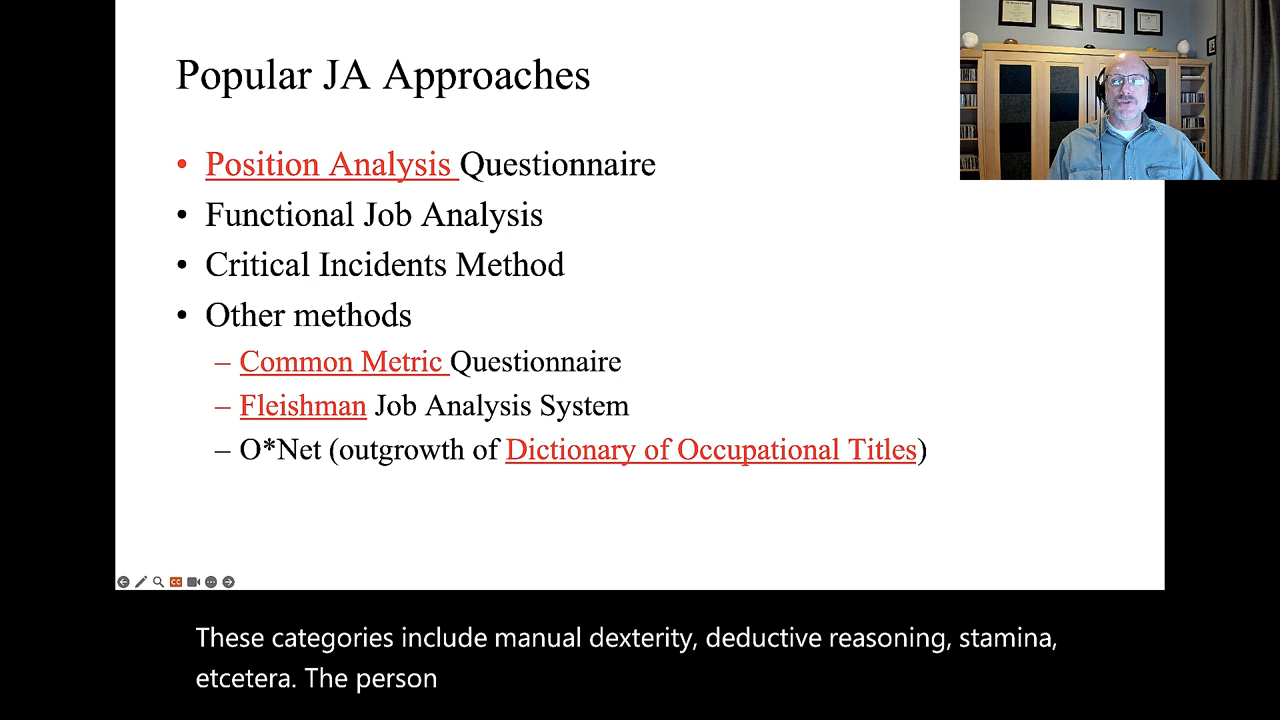 Popular JA Approaches
• Position Analysis Questionnaire
• Functional Job Analysis
• Critical Incidents Method
• Other methods
– Common Metric Questionnaire
– Fleishman Job Analysis System
– O*Net (outgrowth of Dictionary of Occupational Titles)
CC
These categories include manual dexterity, deductive reasoning, stamina,
etcetera. The person